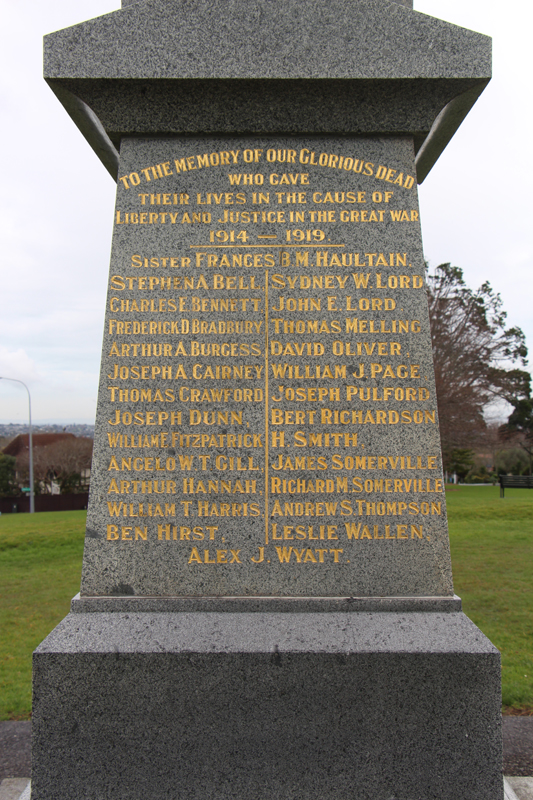 TO THE MEMORY OF OUR GLORIOUS DEAD
WHO GAVE
THEIR LIVES IN THE CAUSE OF
LIBERTY AND JUSTICE IN THE GREAT WAR
1914 — 1919
SISTER FRANCES B.M. HAULTAIN.
STEPHEN A BELL
CHARLES E BENNETT
FREDERICK D BRADBURY
ARTHUR A. BURGESS
JOSEPH A. CAIRNEY
THOMAS CRAWFORD
JOSEPH DUNN.
WILLIAM F. FITZPATRICK
ANGELO W. T. GILL.
ARTHUR HANNAH.
WILLIAM T. HARRIS.
BEN HIRST.
SYDNEY W. LORD
JOHN E. LORD
THOMAS MELLING
DAVID OLIVER.
WILLIAM J. PAGE
JOSEPH PULFORD
BERT RICHARDSON
H. SMITH.
JAMES SOMERVILLE
RICHARD M. SOMERVILLE
ANDREW S. THOMPSON
LESLIE WALLEN.
ALEX J. WYATT.